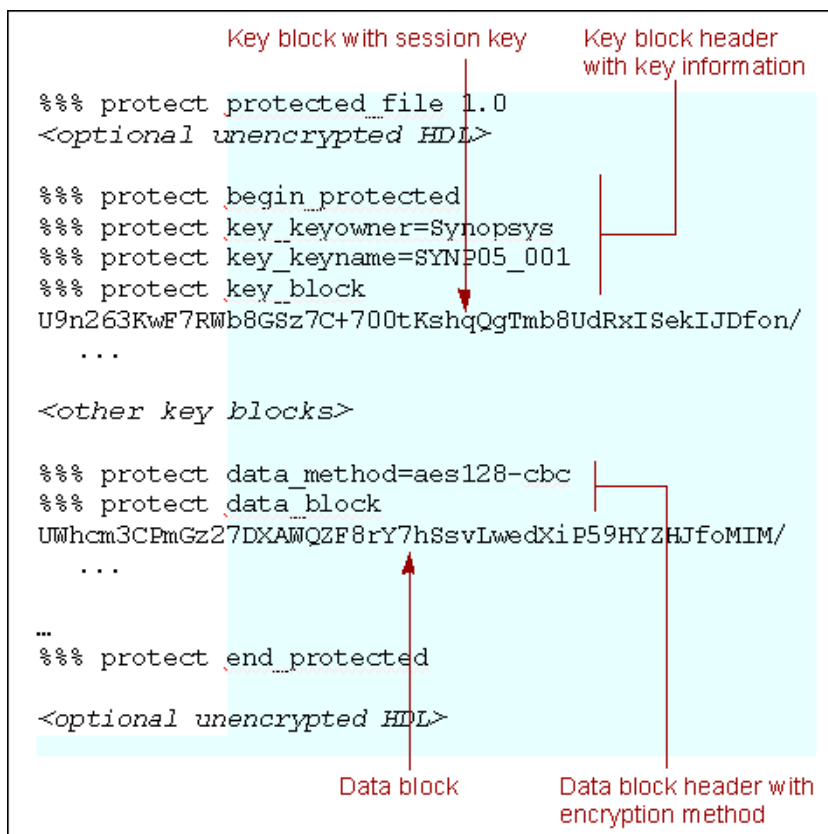 Key block with session key
Key block header
with key information
%%% protect protected_file 1.0
<optional unencrypted HDL>
%%% protect begin_protected
%%% protect key_keyowner=Synopsys
%%% protect key_keyname=SYNP05_001
%%% protect key_block
U9n263KwF7RWb8GSz7C+700tKshqQgTmb8UdRxISekIJDfon/
...
<other key blocks>
%%% protect data_method=aes128-cbc
%%% protect data_block
UWhcm3CPmGz27DXAWQZF8rY7hSsvLwedXiP59HYZHJfoMIM/
...
…
%%% protect end_protected
<optional unencrypted HDL>
Data block
Data block header with
encryption method